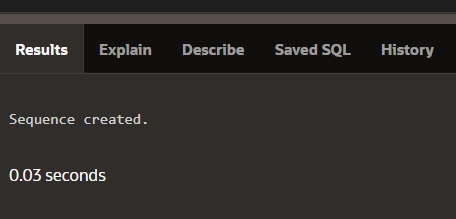 Results Explain Describe Saved SQL History
Sequence created.
0.03 seconds